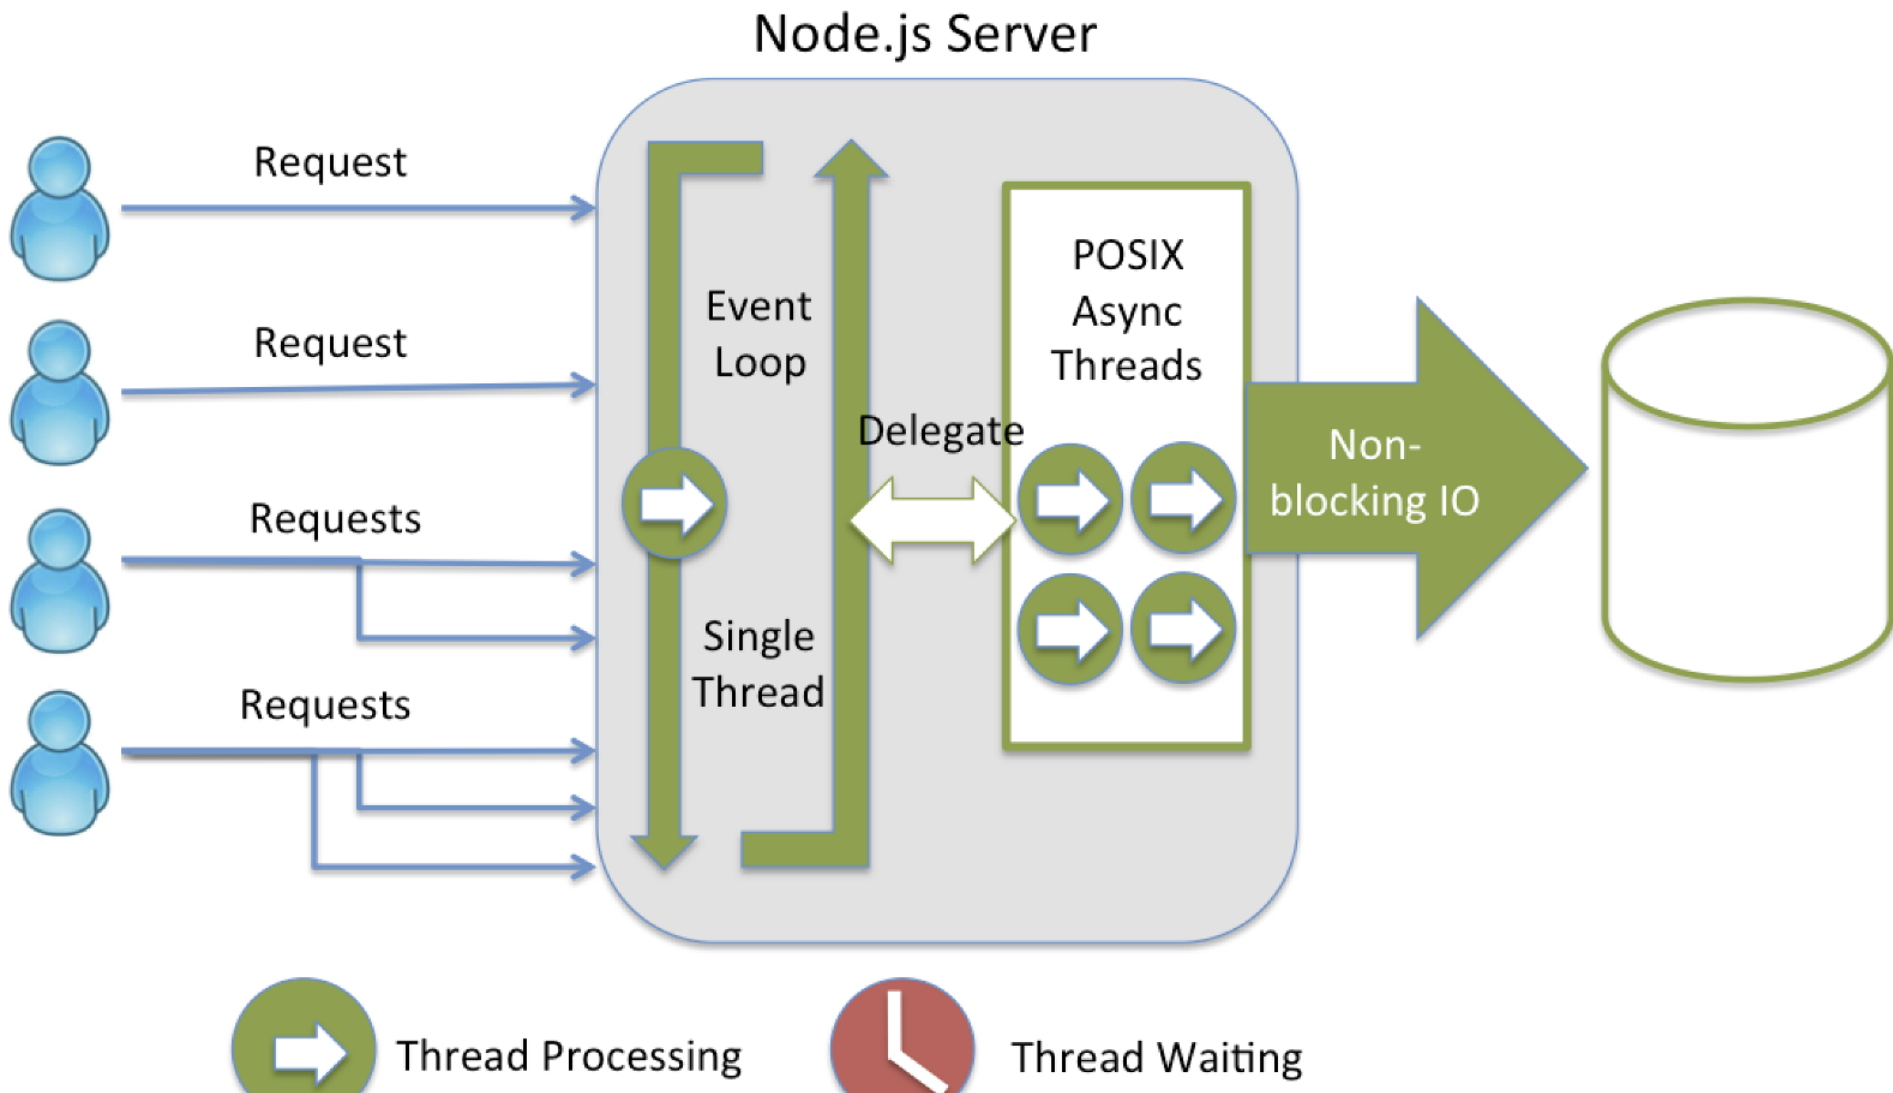 Node.js Server
Request
Request
Requests
Requests
Event
Loop
Single
Thread
Delegate
POSIX
Async
Threads
Non-
blocking IO
Thread Processing
Thread Waiting